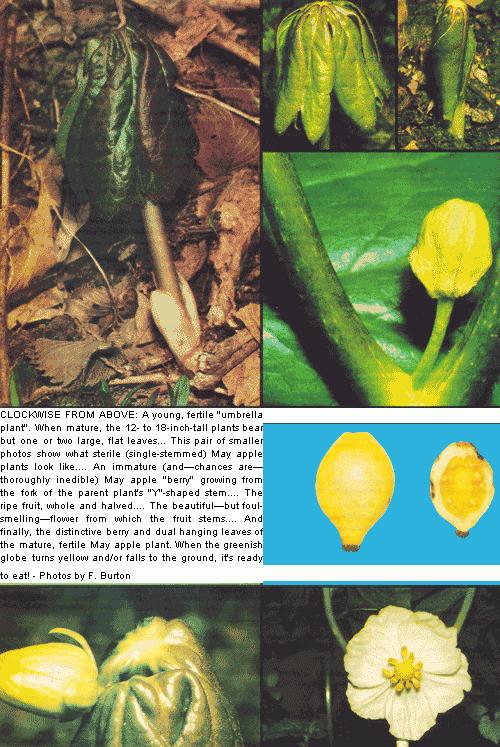 CLOCKWISE FROM ABOVE: A young, fertile "umbrella
plant". When mature, the 12- to 18-inch-tall plants bear
but one or two large, flat leaves... This pair of smaller
photos show what sterile (single-stemmed) May apple
plants look like.... An immature (and—chances are—
thoroughly inedible) May apple "berry" growing from
the fork of the parent plant's "Y"-shaped stem.... The
ripe fruit, whole and halved.... The beautiful—but foul-
smelling—flower from which the fruit stems.... And
finally, the distinctive berry and dual hanging leaves of
the mature, fertile May apple plant. When the greenish
globe turns yellow and/or falls to the ground, it's ready
to eat! - Photos by F. Burton